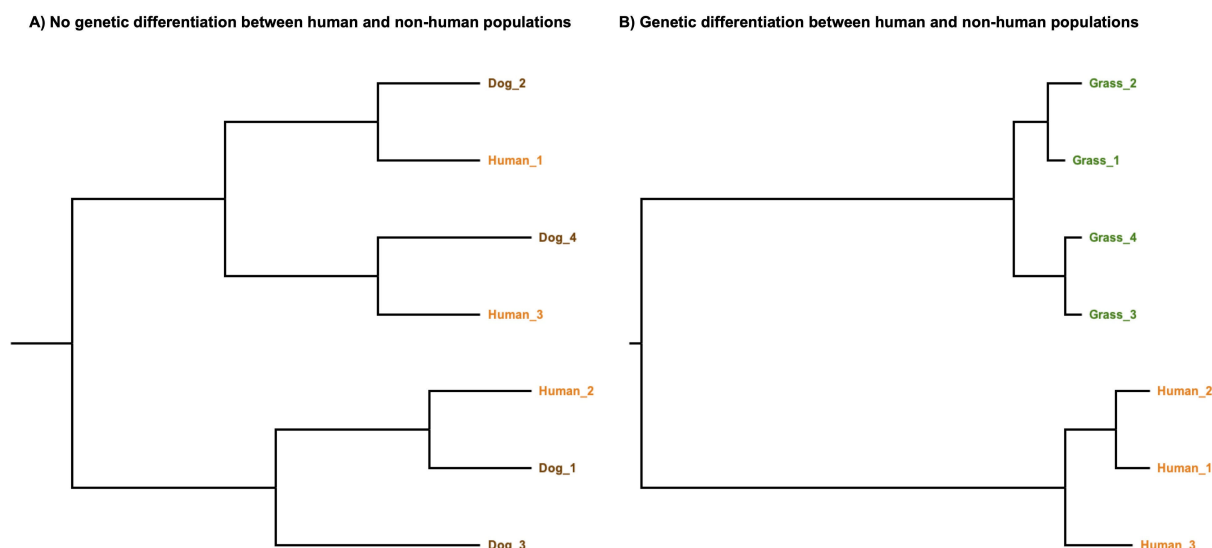 A) No genetic differentiation between human and non-human populations
Dog_2
Human_1
Dog_4
Human_3
Human_2
Dog_1
Dog_3
B) Genetic differentiation between human and non-human populations
Grass_2
Grass_1
Grass_4
Grass_3
Human_2
Human_1
Human_3